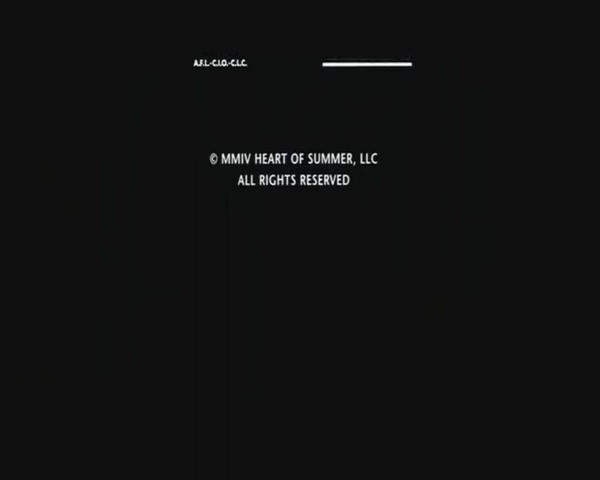 A.F.L.-C.I.O.-C.L.C.
© MMIV HEART OF SUMMER, LLC
ALL RIGHTS RESERVED